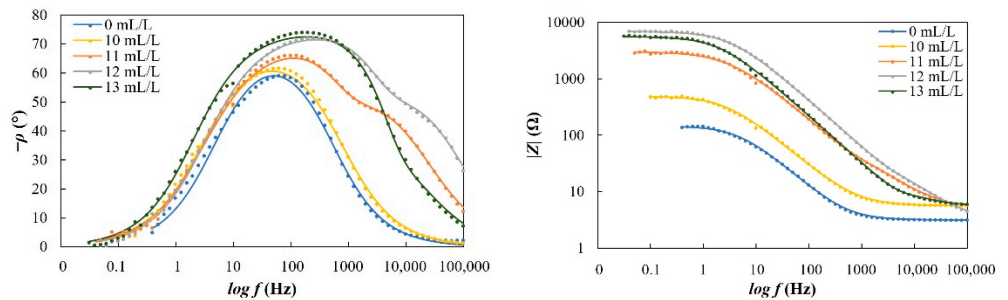 80
70
60
50
40
30
20
10
0
−p (°)
0 mL/L
10 mL/L
11 mL/L
12 mL/L
13 mL/L
0 0.1 1 10 100 1000 10,000 100,000
log f (Hz)
10000
1000
100
10
1
|Z| (Ω)
0 mL/L
10 mL/L
11 mL/L
12 mL/L
13 mL/L
0 0.1 1 10 100 1000 10,000 100,000
log f (Hz)